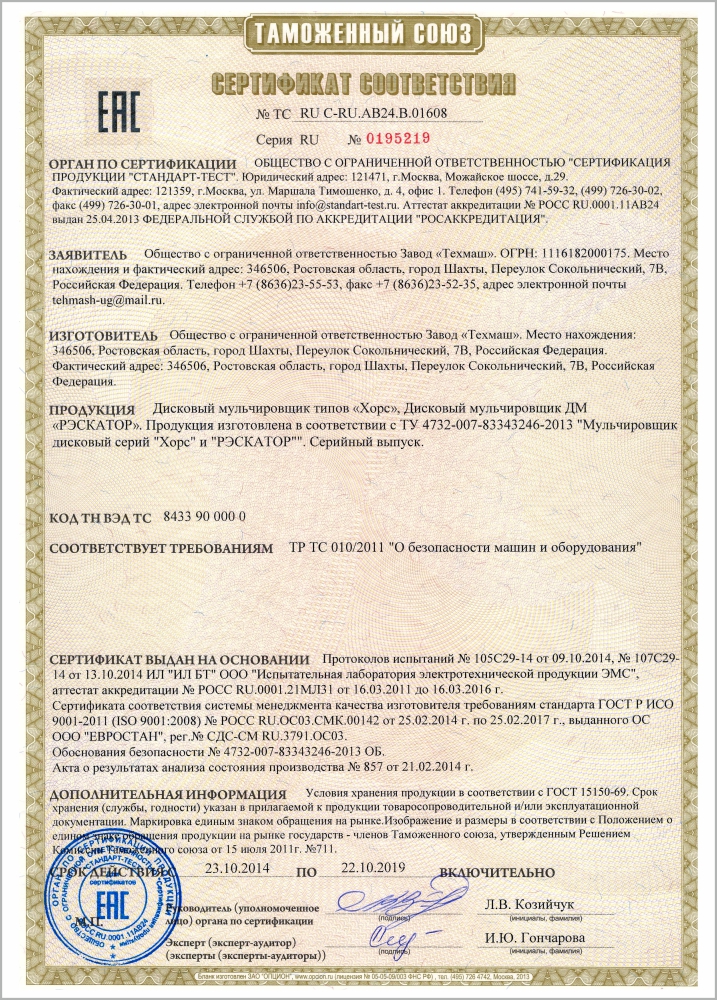 ТАМОЖЕННЫЙ СОЮЗ
СЕРТИФИКАТ СООТВЕТСТВИЯ
ЕАС
№ ТС RU C-RU.АВ24.В.01608
Серия RU № 0195219
ОРГАН ПО СЕРТИФИКАЦИИ ОБЩЕСТВО С ОГРАНИЧЕННОЙ ОТВЕТСТВЕННОСТЬЮ "СЕРТИФИКАЦИЯ
ПРОДУКЦИИ "СТАНДАРТ-ТЕСТ". Юридический адрес: 121471, г.Москва, Можайское шоссе, д.29.
Фактический адрес: 121359, г.Москва, ул. Маршала Тимошенко, д. 4, офис 1. Телефон (495) 741-59-32, (499) 726-30-02,
факс (499) 726-30-01, адрес электронной почты info@standart-test.ru. Аттестат аккредитации № РОСС RU.0001.11АВ24
выдан 25.04.2013 ФЕДЕРАЛЬНОЙ СЛУЖБОЙ ПО АККРЕДИТАЦИИ "РОСАККРЕДИТАЦИЯ".
ЗАЯВИТЕЛЬ Общество с ограниченной ответственностью Завод «Техмаш». ОГРН: 1116182000175. Место
нахождения и фактический адрес: 346506, Ростовская область, город Шахты, Переулок Сокольнический, 7В,
Российская Федерация. Телефон +7 (8636)23-55-53, факс +7 (8636)23-52-35, адрес электронной почты
tehmash-ug@mail.ru.
ИЗГОТОВИТЕЛЬ Общество с ограниченной ответственностью Завод «Техмаш». Место нахождения:
346506, Ростовская область, город Шахты, Переулок Сокольнический, 7В, Российская Федерация.
Фактический адрес: 346506, Ростовская область, город Шахты, Переулок Сокольнический, 7В, Российская
Федерация.
ПРОДУКЦИЯ Дисковый мульчировщик типов «Хорс», Дисковый мульчировщик ДМ
«РЭСКАТОР». Продукция изготовлена в соответствии с ТУ 4732-007-83343246-2013 "Мульчировщик
дисковый серий "Хорс" и "РЭСКАТОР"". Серийный выпуск.
КОД ТН ВЭД ТС 8433 90 000 0
СООТВЕТСТВУЕТ ТРЕБОВАНИЯМ ТР ТС 010/2011 "О безопасности машин и оборудования"
СЕРТИФИКАТ ВЫДАН НА ОСНОВАНИИ Протоколов испытаний № 105С29-14 от 09.10.2014, № 107С29-
14 от 13.10.2014 ИЛ "ИЛ БТ" ООО "Испытательная лаборатория электротехнической продукции ЭМС",
аттестат аккредитации № РОСС RU.0001.21МЛ31 от 16.03.2011 до 16.03.2016 г.
Сертификата соответствия системы менеджмента качества изготовителя требованиям стандарта ГОСТ Р ИСО
9001-2011 (ISO 9001:2008) № РОСС RU.ОС03.СМК.00142 от 25.02.2014 г. по 25.02.2017 г., выданного ОС
ООО "ЕВРОСТАН", рег.№ СДС-СМ RU.3791.ОС03.
Обоснования безопасности № 4732-007-83343246-2013 ОБ.
Акта о результатах анализа состояния производства № 857 от 21.02.2014 г.
ДОПОЛНИТЕЛЬНАЯ ИНФОРМАЦИЯ Условия хранения продукции в соответствии с ГОСТ 15150-69. Срок
хранения (службы, годности) указан в прилагаемой к продукции товаросопроводительной и/или эксплуатационной
документации. Маркировка единым знаком обращения на рынке.Изображение и размеры в соответствии с Положением о
едином знаке обращения продукции на рынке государств - членов Таможенного союза, утвержденным Решением
Комиссии Таможенного союза от 15 июля 2011г. №711.
СРОК ДЕЙСТВИЯ С 23.10.2014 ПО 22.10.2019 ВКЛЮЧИТЕЛЬНО
ОРГАН ПО СЕРТИФИКАЦИИ ПРОДУКЦИИ
"СТАНДАРТ-ТЕСТ"
для
сертификатов
ЕАС
РОСС RU.0001.11АВ24
М.П.
Руководитель (уполномоченное
лицо) органа по сертификации
(подпись)
Л.В. Козийчук
(инициалы, фамилия)
Эксперт (эксперт-аудитор)
(эксперты (эксперты-аудиторы))
(подпись)
И.Ю. Гончарова
(инициалы, фамилия)
Бланк изготовлен ЗАО "ОПЦИОН", www.opcion.ru (лицензия № 05-05-09/003 ФНС РФ), тел. (495) 726 4742, Москва, 2013